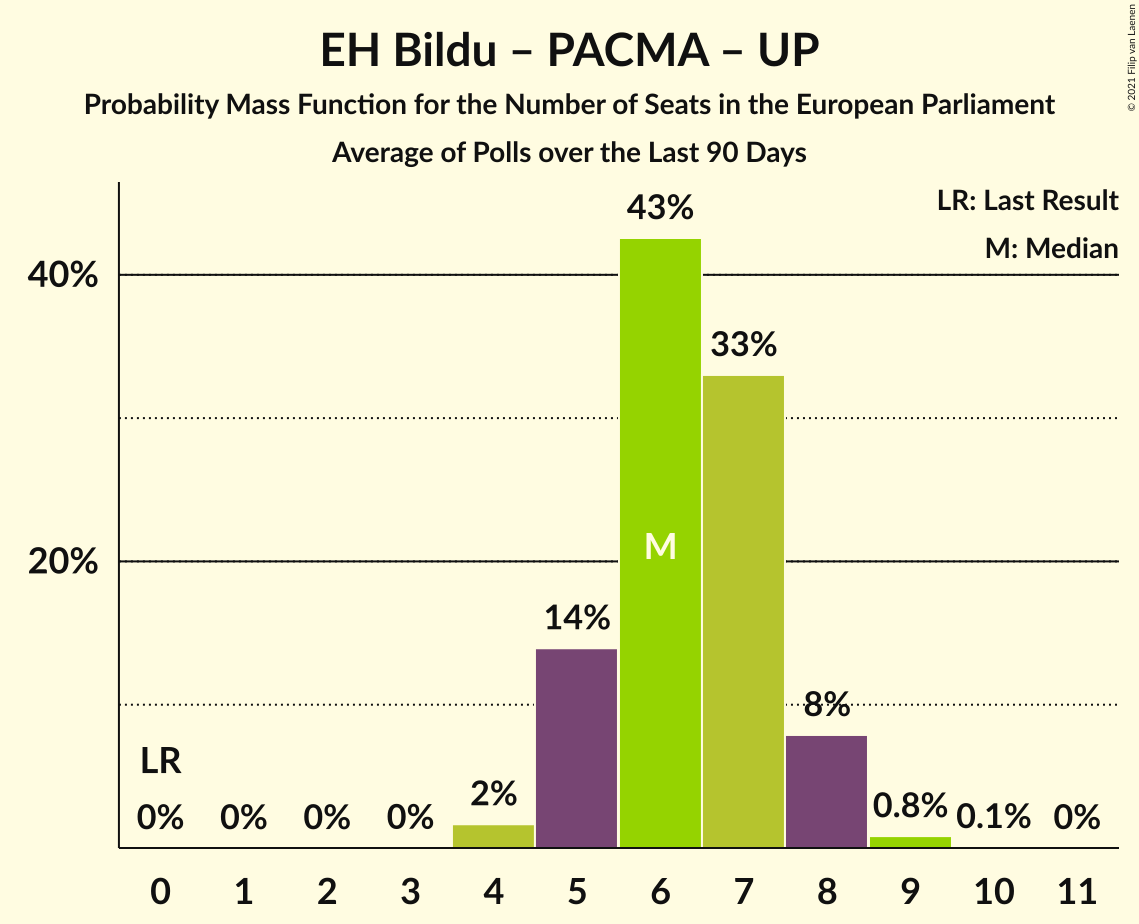 EH Bildu – PACMA – UP
Probability Mass Function for the Number of Seats in the European Parliament
Average of Polls over the Last 90 Days
© 2021 Filip van Laenen
LR: Last Result
M: Median
43%
40%
33%
M
20%
14%
8%
LR
2%
0% 0% 0% 0% 0.8% 0.1% 0%
0 1 2 3 4 5 6 7 8 9 10 11